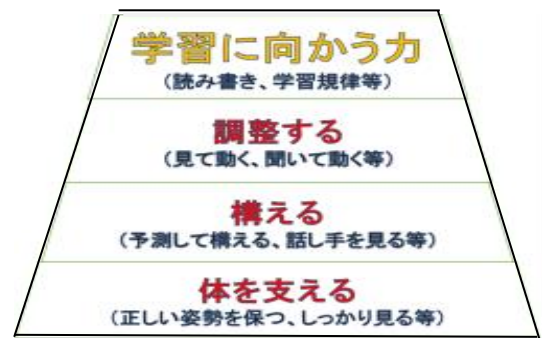 学習に向かう力
(読み書き、学習規律等)
調整する
(見て動く、聞いて動く等)
構える
(予測して構える、話し手を見る等)
体を支える
(正しい姿勢を保つ、しっかり見る等)